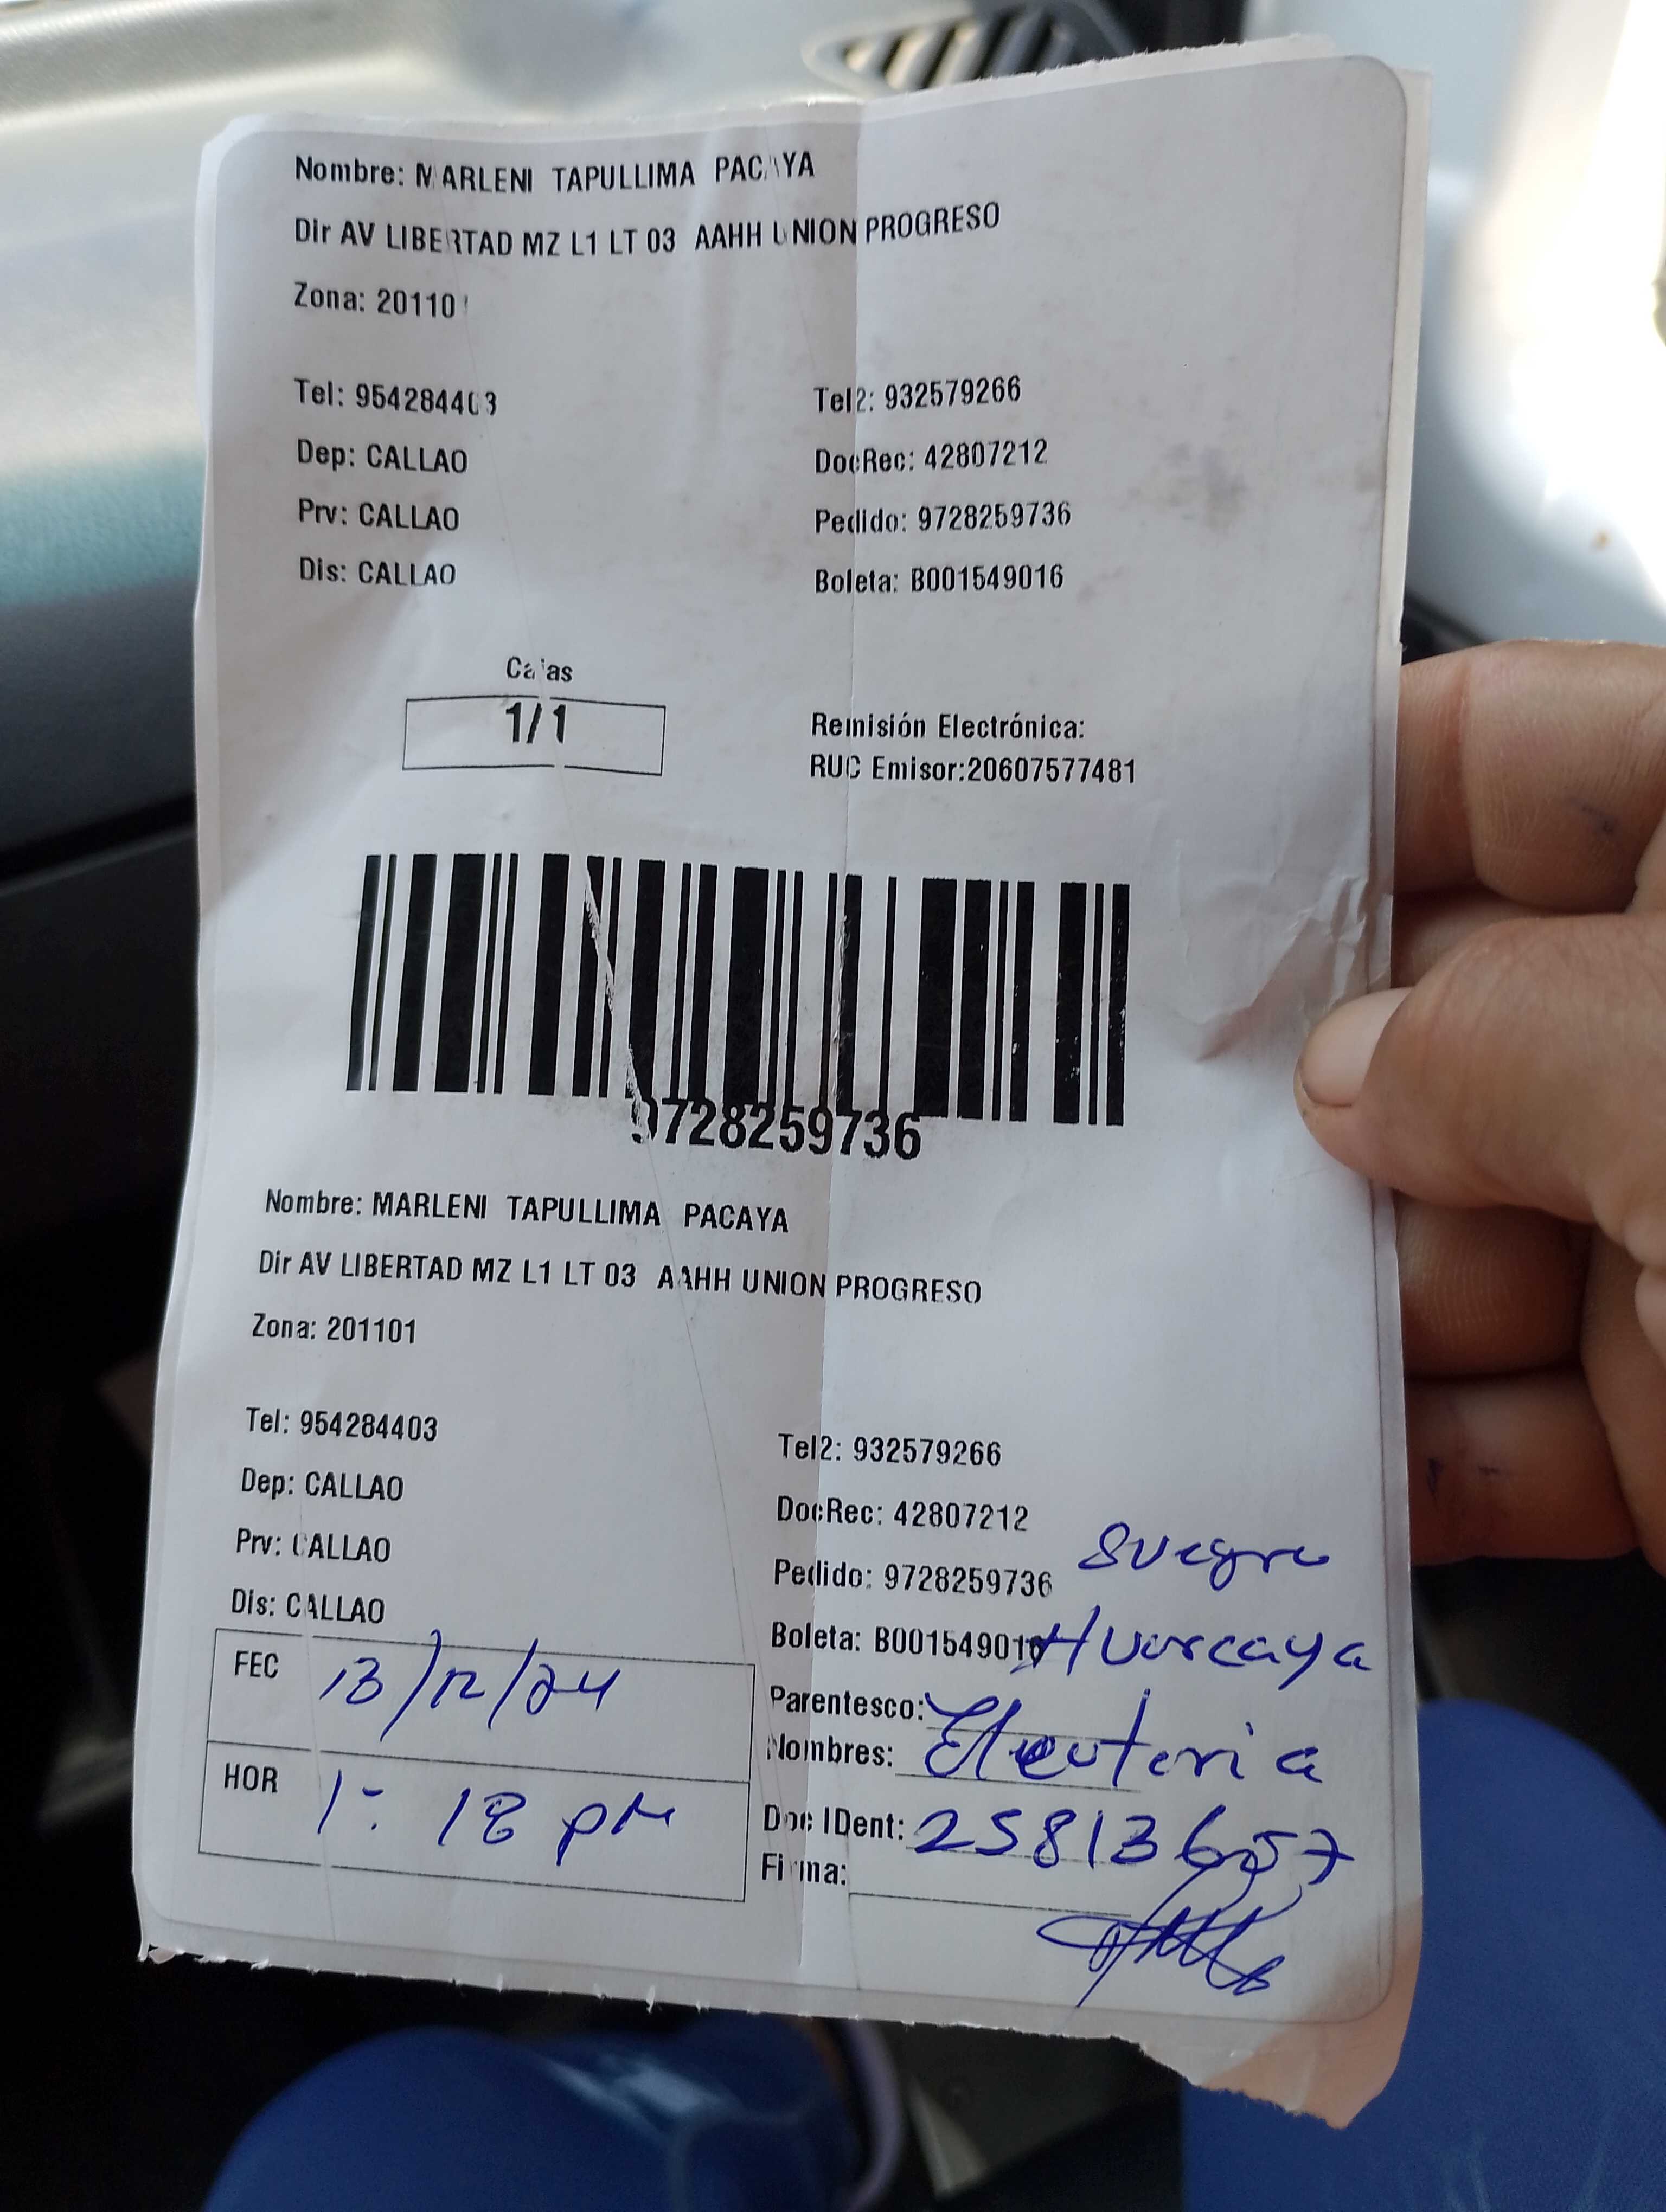 Nombre: MARLENI TAPULLIMA PACAYA
Dir AV LIBERTAD MZ L1 LT 03 AAHH UNION PROGRESO
Zona: 20110
Tel: 954284403 Tel2: 932579266
Dep: CALLAO DocRec: 42807212
Prv: CALLAO Pedido: 9728259736
Dis: CALLAO Boleta: B001549016
Cajas
1/1
Remisión Electrónica:
RUC Emisor:20607577481
9728259736
Nombre: MARLENI TAPULLIMA PACAYA
Dir AV LIBERTAD MZ L1 LT 03 AAHH UNION PROGRESO
Zona: 201101
Tel: 954284403 Tel2: 932579266
Dep: CALLAO DocRec: 42807212
Prv: CALLAO Pedido: 9728259736 Suegra
Dis: CALLAO Boleta: B001549016 Huarcaya
FEC 13/12/24 Parentesco:
Nombres: Eleuteria
HOR 1: 18 pm Doc IDent:
Firma: